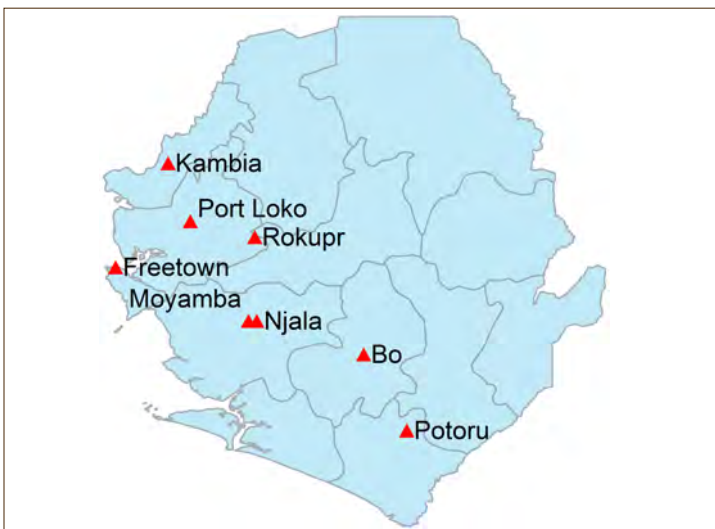 Kambia
Port Loko
Rokupr
Freetown
Moyamba
Njala
Bo
Potoru